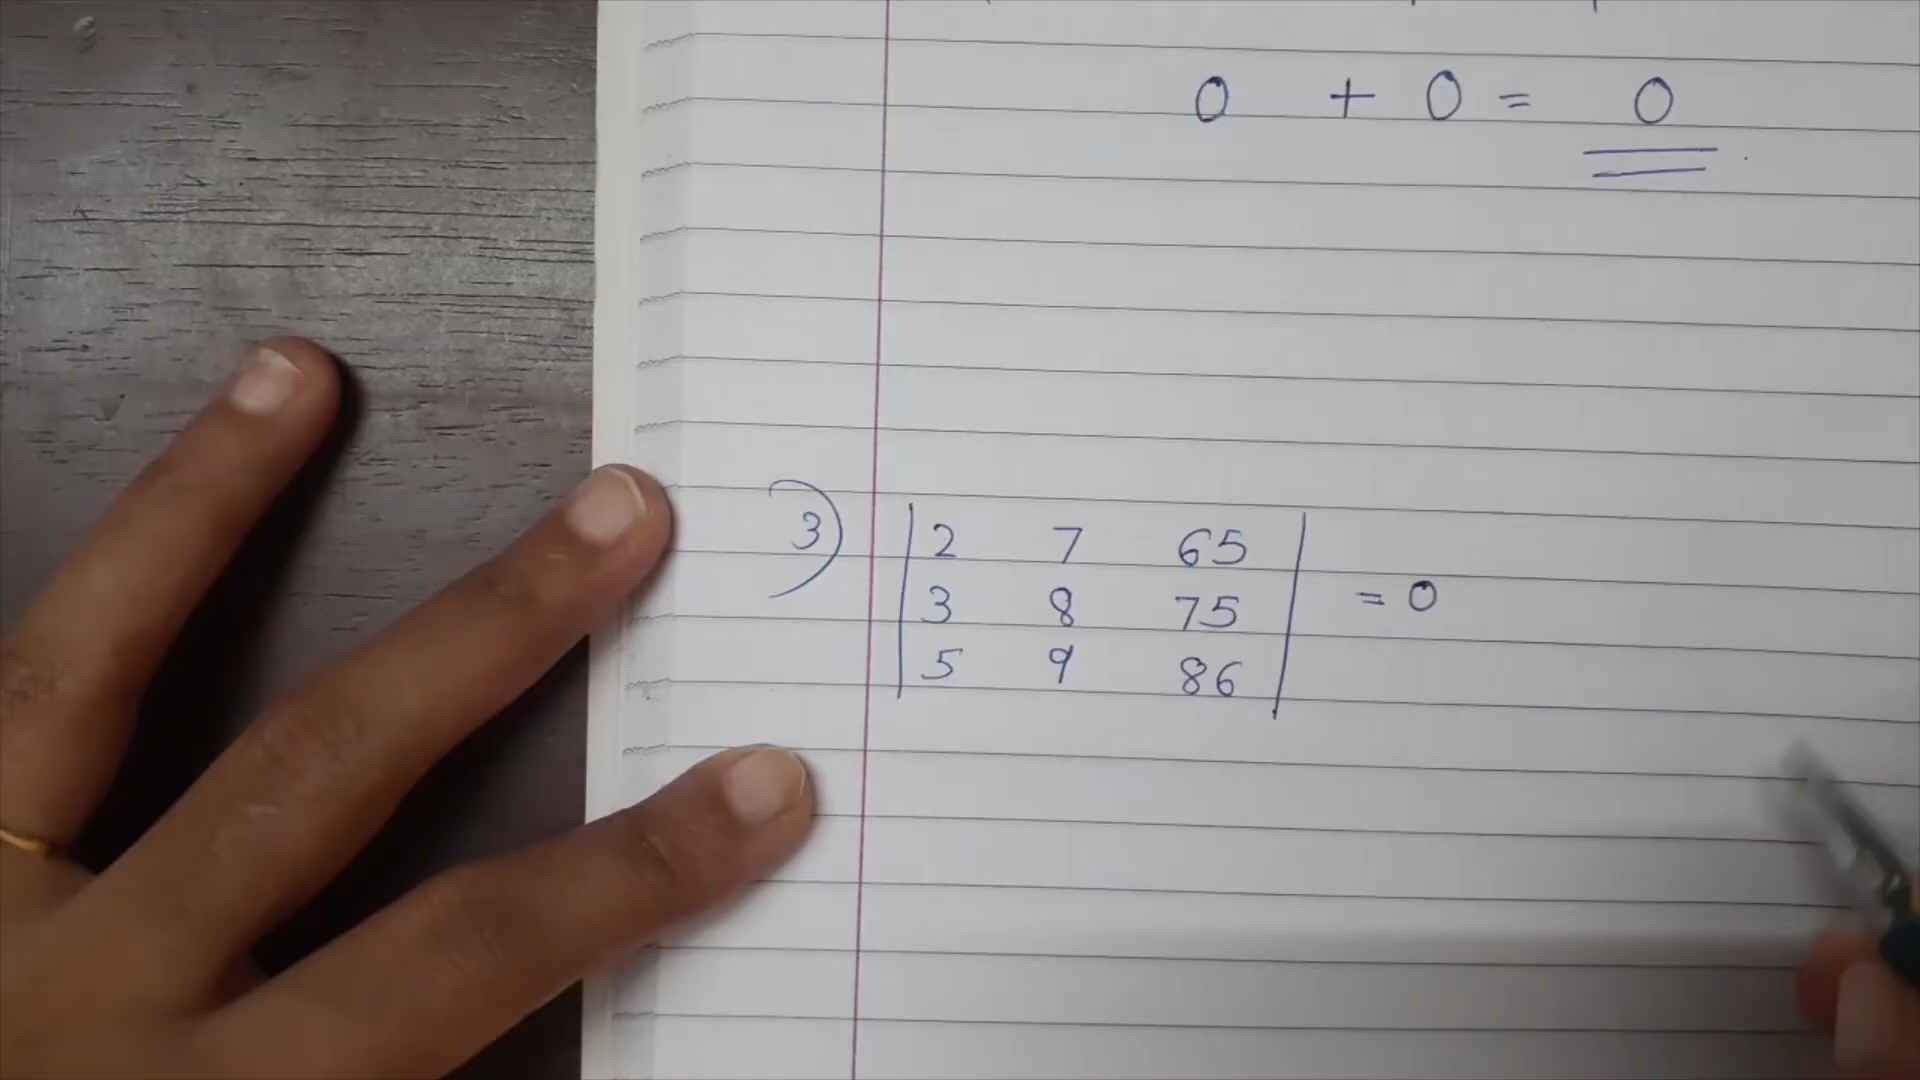 0 + 0 = 0
3) | 2 7 65 |
| 3 8 75 | = 0
| 5 9 86 |